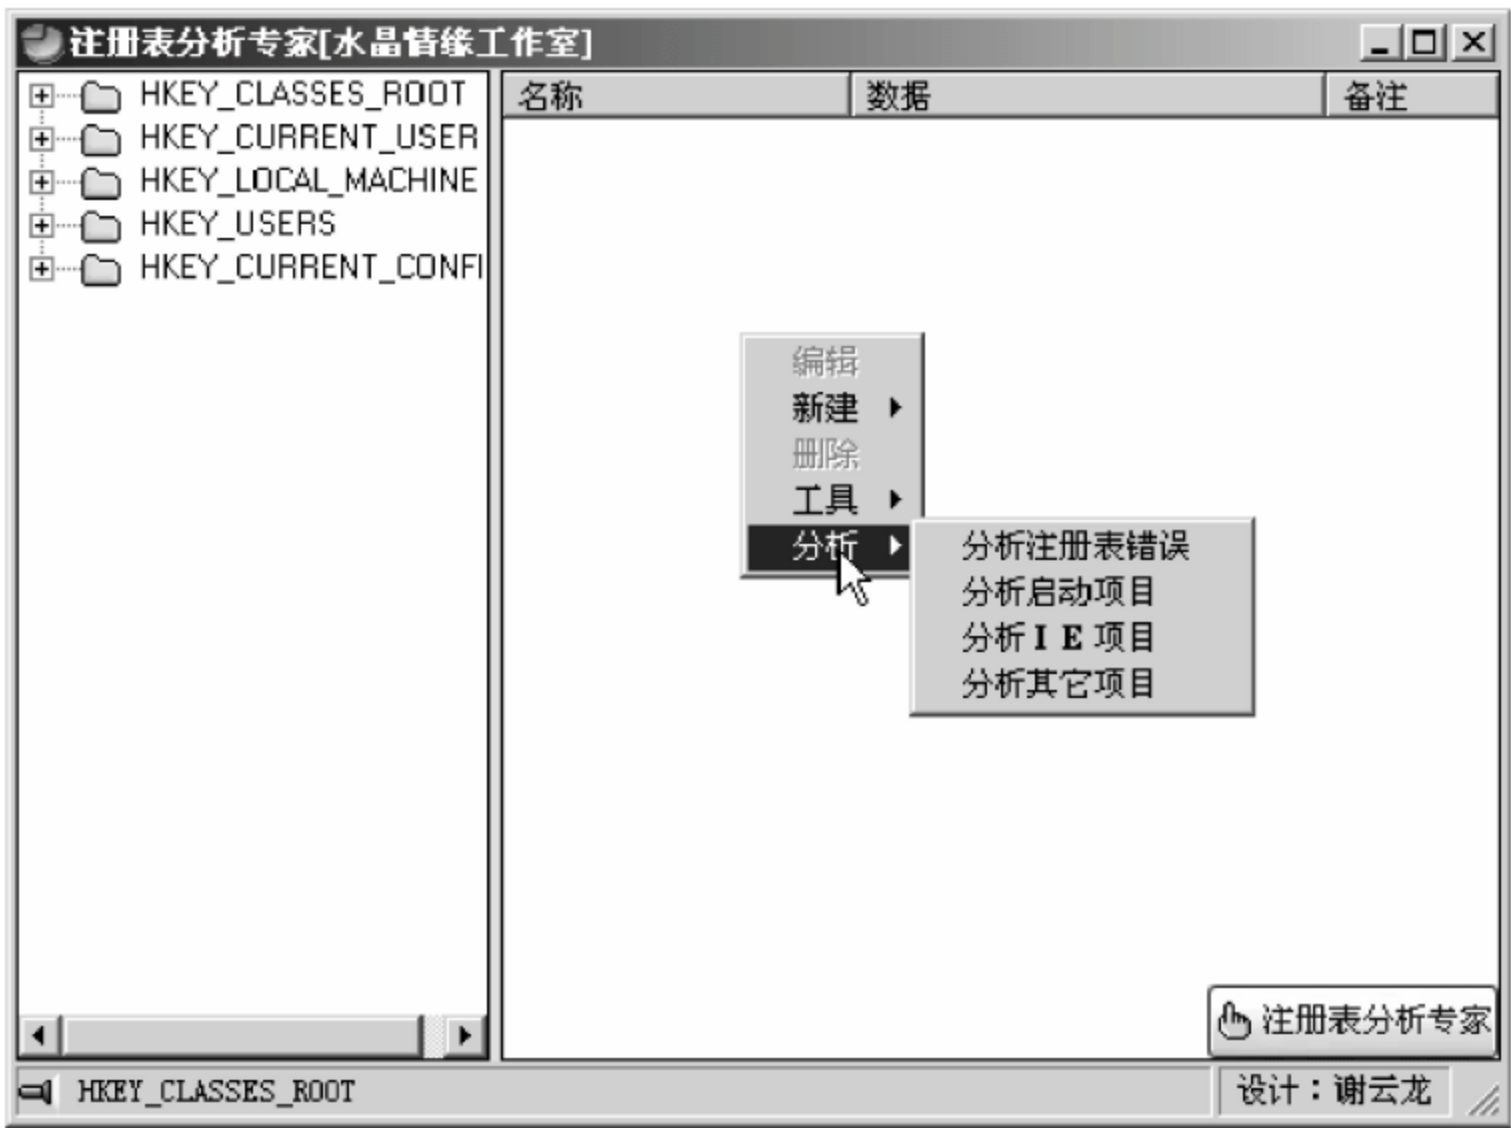 注册表分析专家[水晶情缘工作室]
HKEY_CLASSES_ROOT
HKEY_CURRENT_USER
HKEY_LOCAL_MACHINE
HKEY_USERS
HKEY_CURRENT_CONFI
名称 数据 备注
编辑
新建
删除
工具
分析
分析注册表错误
分析启动项目
分析IE项目
分析其它项目
注册表分析专家
HKEY_CLASSES_ROOT
设计：谢云龙